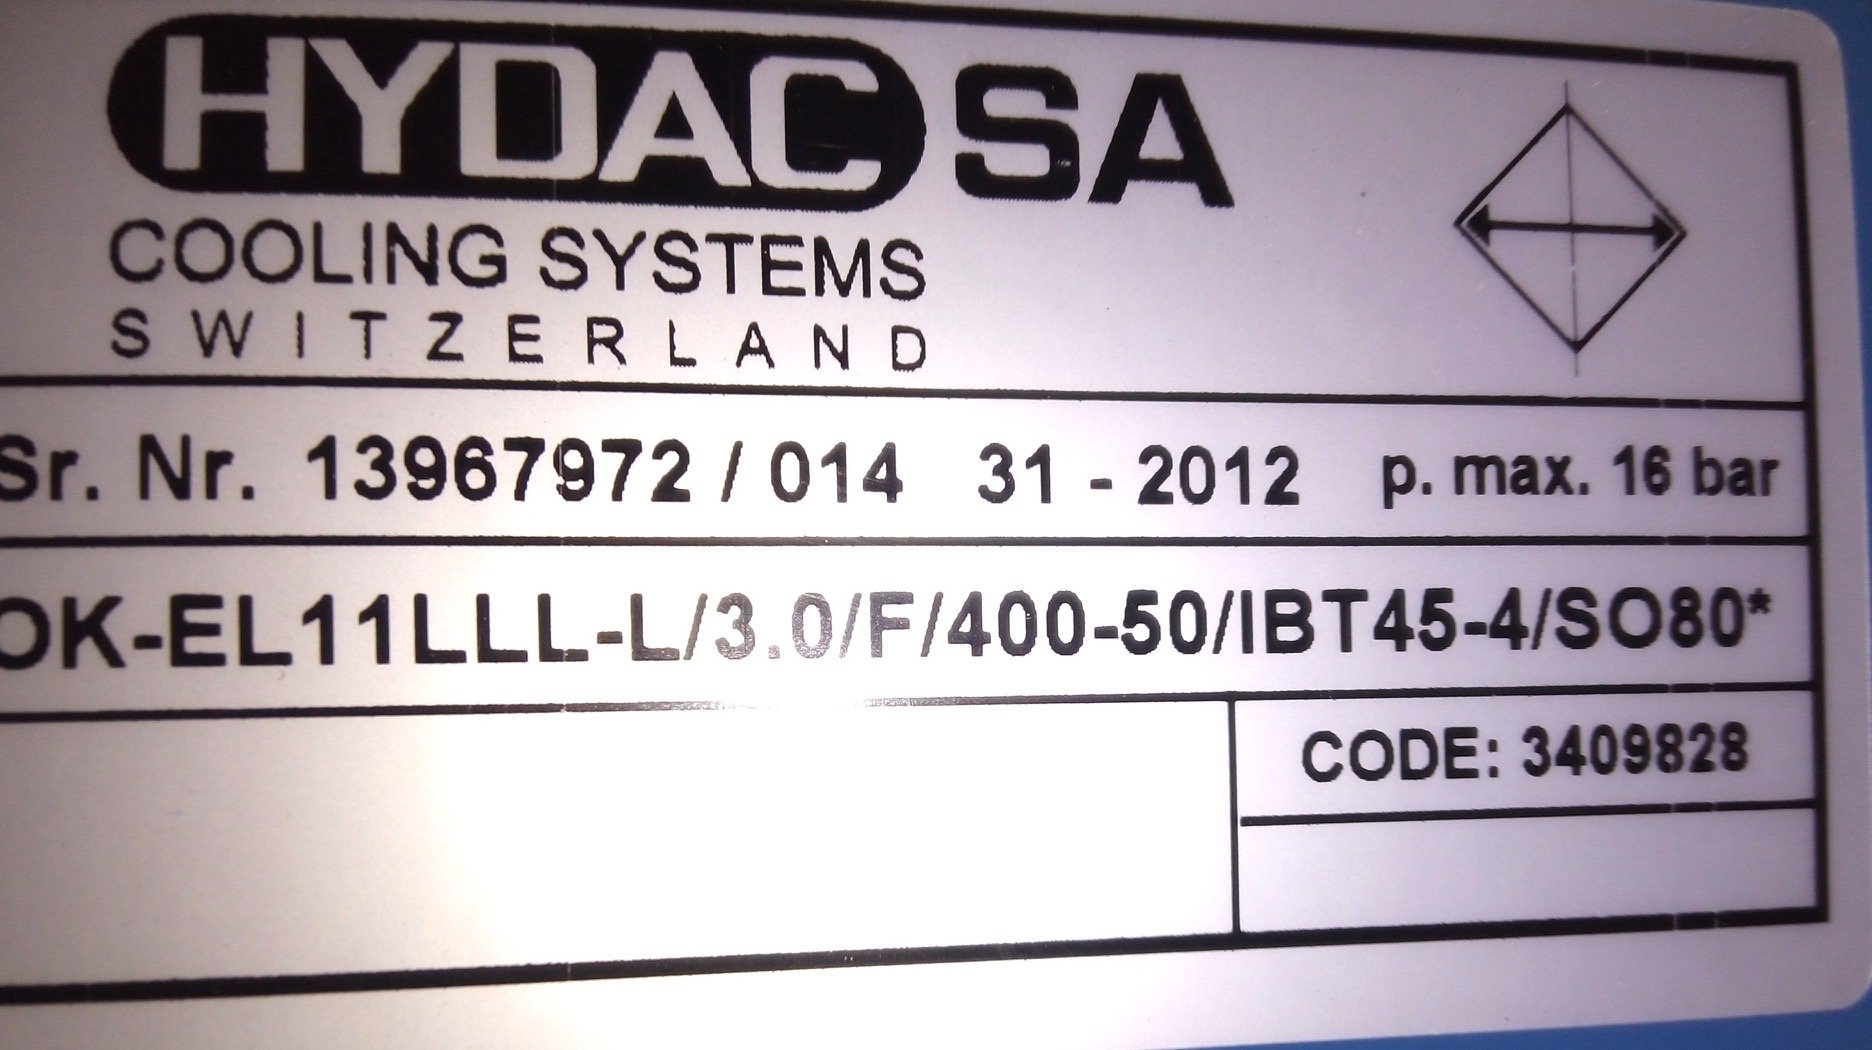 HYDAC SA
COOLING SYSTEMS
SWITZERLAND
Sr. Nr. 13967972 / 014 31 - 2012 p. max. 16 bar
OK-EL11LLL-L/3.0/F/400-50/IBT45-4/SO80*
CODE: 3409828